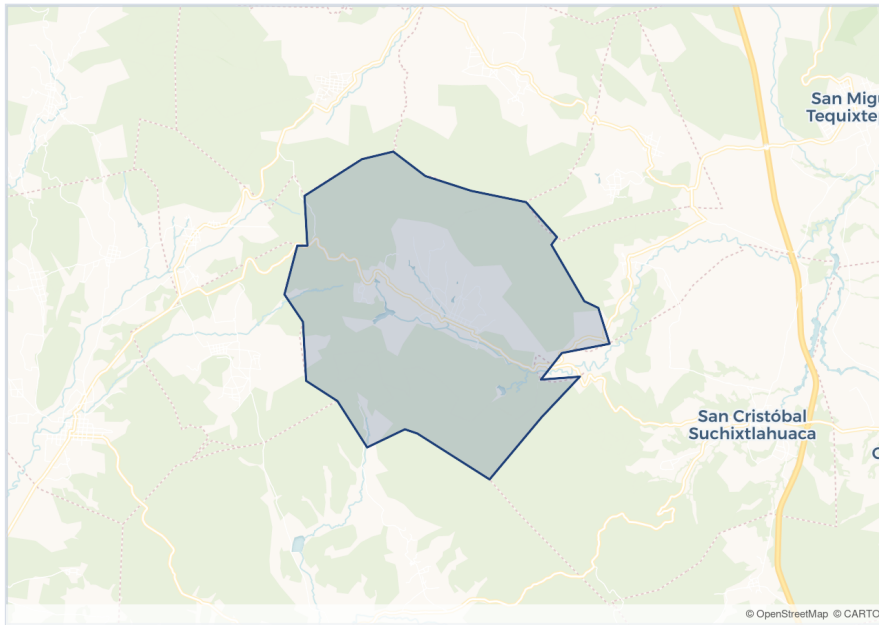 San Migu
Tequixte
San Cristóbal
Suchixtlahuaca
C
© OpenStreetMap © CARTO